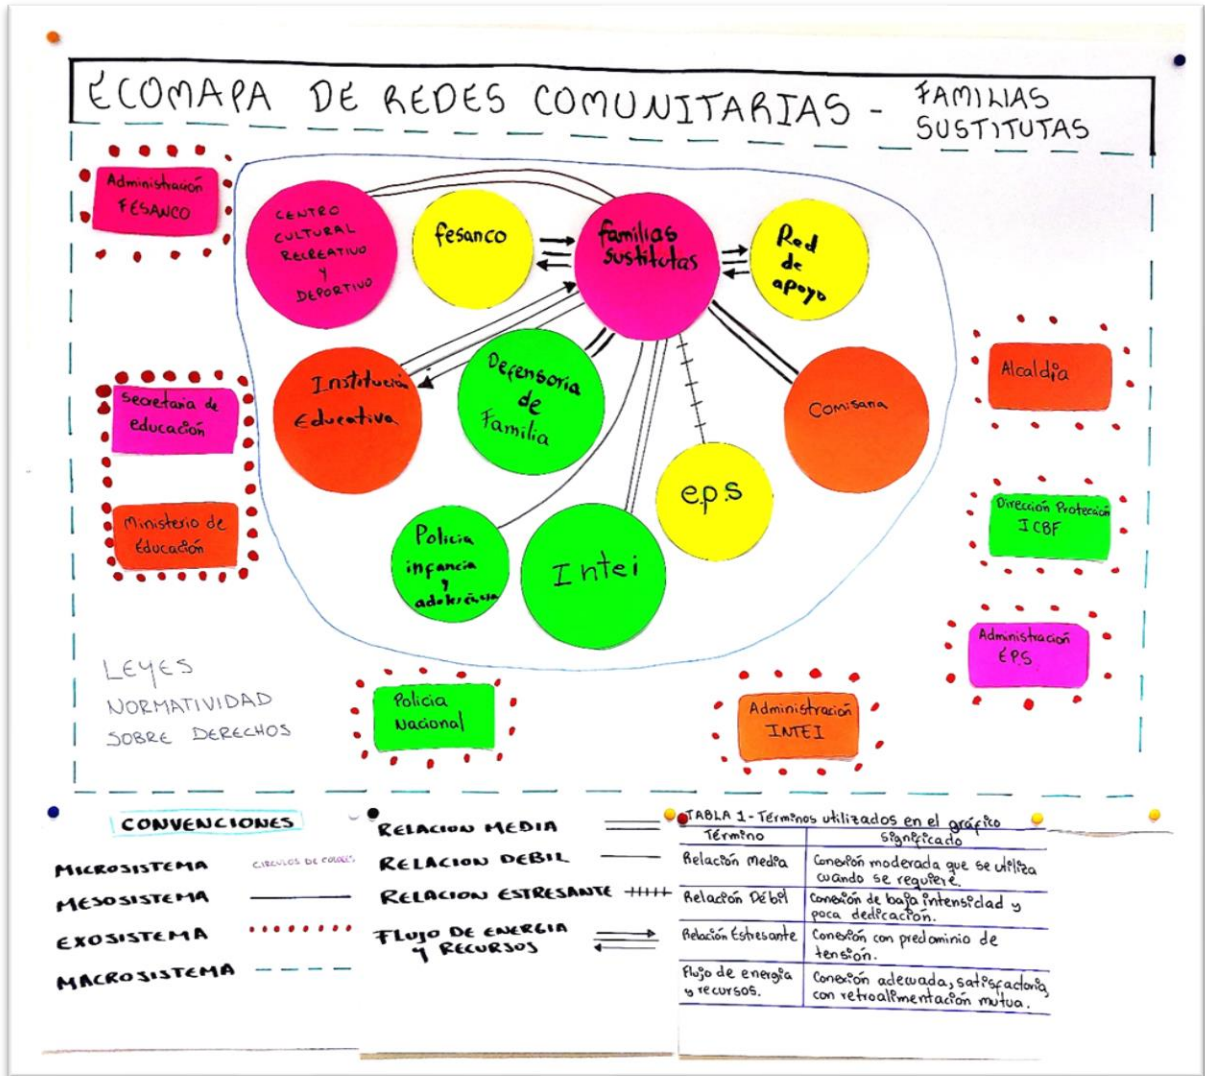 ECOMAPA DE REDES COMUNITARIAS - FAMILIAS
SUSTITUTAS
Administración
FESANCO
CENTRO
CULTURAL
RECREATIVO
Y
DEPORTIVO
fesanco
familias
sustitutas
Red
de
apoyo
Institución
Educativa
Defensoría
de
Familia
Comisaria
Alcaldía
Secretaria de
educación
Ministerio de
Educación
e.p.s
Policia
infancia
y
adolescencia
Intei
Dirección Protección
ICBF
Administración
E.P.S.
LEYES
NORMATIVIDAD
SOBRE DERECHOS
Policia
Nacional
Administración
INTEI
CONVENCIONES
MICROSISTEMA CIRCULOS DE COLORES
MESOSISTEMA
EXOSISTEMA
MACROSISTEMA
RELACION MEDIA
RELACION DEBIL
RELACION ESTRESANTE
FLUJO DE ENERGIA
Y RECURSOS
TABLA 1 - Términos utilizados en el gráfico
Término Significado
Relación Media Conexión moderada que se utiliza
cuando se requiere.
Relación Débil Conexión de baja intensidad y
poca dedicación.
Relación Estresante Conexión con predominio de
tensión.
Flujo de energía Conexión adecuada, satisfactoria,
y recursos. con retroalimentación mutua.